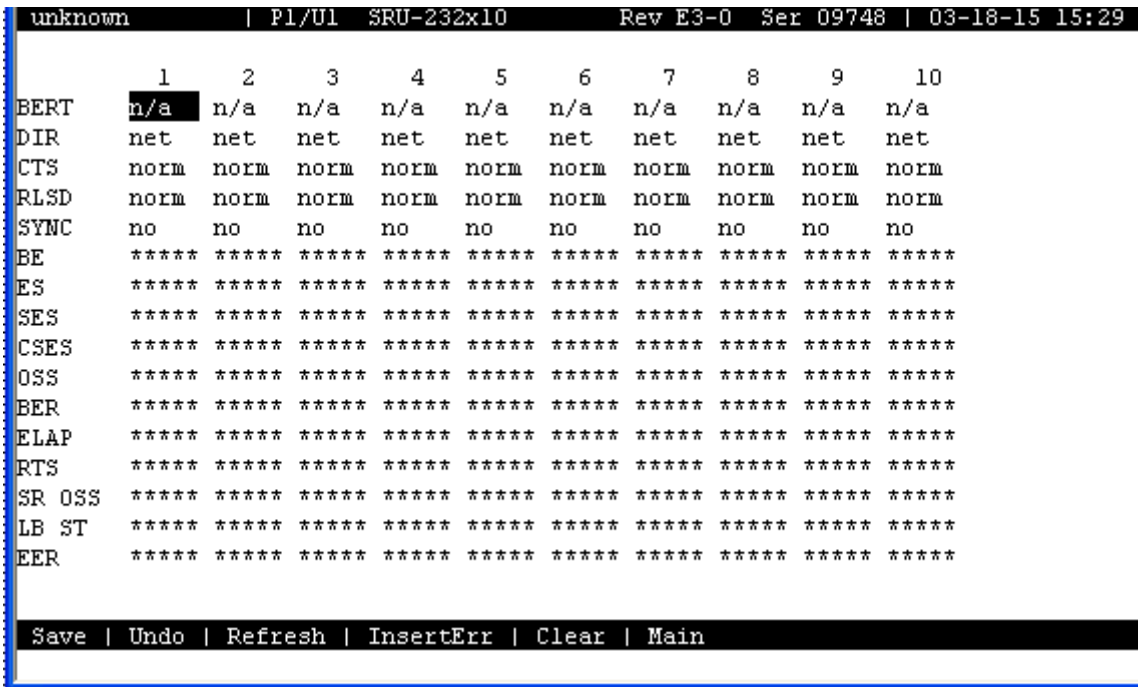 unknown | P1/U1 SRU-232x10 Rev E3-0 Ser 09748 | 03-18-15 15:29
1 2 3 4 5 6 7 8 9 10
BERT n/a n/a n/a n/a n/a n/a n/a n/a n/a n/a
DIR net net net net net net net net net net
CTS norm norm norm norm norm norm norm norm norm norm
RLSD norm norm norm norm norm norm norm norm norm norm
SYNC no no no no no no no no no no
BE ***** ***** ***** ***** ***** ***** ***** ***** ***** *****
ES ***** ***** ***** ***** ***** ***** ***** ***** ***** *****
SES ***** ***** ***** ***** ***** ***** ***** ***** ***** *****
CSES ***** ***** ***** ***** ***** ***** ***** ***** ***** *****
OSS ***** ***** ***** ***** ***** ***** ***** ***** ***** *****
BER ***** ***** ***** ***** ***** ***** ***** ***** ***** *****
ELAP ***** ***** ***** ***** ***** ***** ***** ***** ***** *****
RTS ***** ***** ***** ***** ***** ***** ***** ***** ***** *****
SR OSS ***** ***** ***** ***** ***** ***** ***** ***** ***** *****
LB ST ***** ***** ***** ***** ***** ***** ***** ***** ***** *****
EER ***** ***** ***** ***** ***** ***** ***** ***** ***** *****
Save | Undo | Refresh | InsertErr | Clear | Main